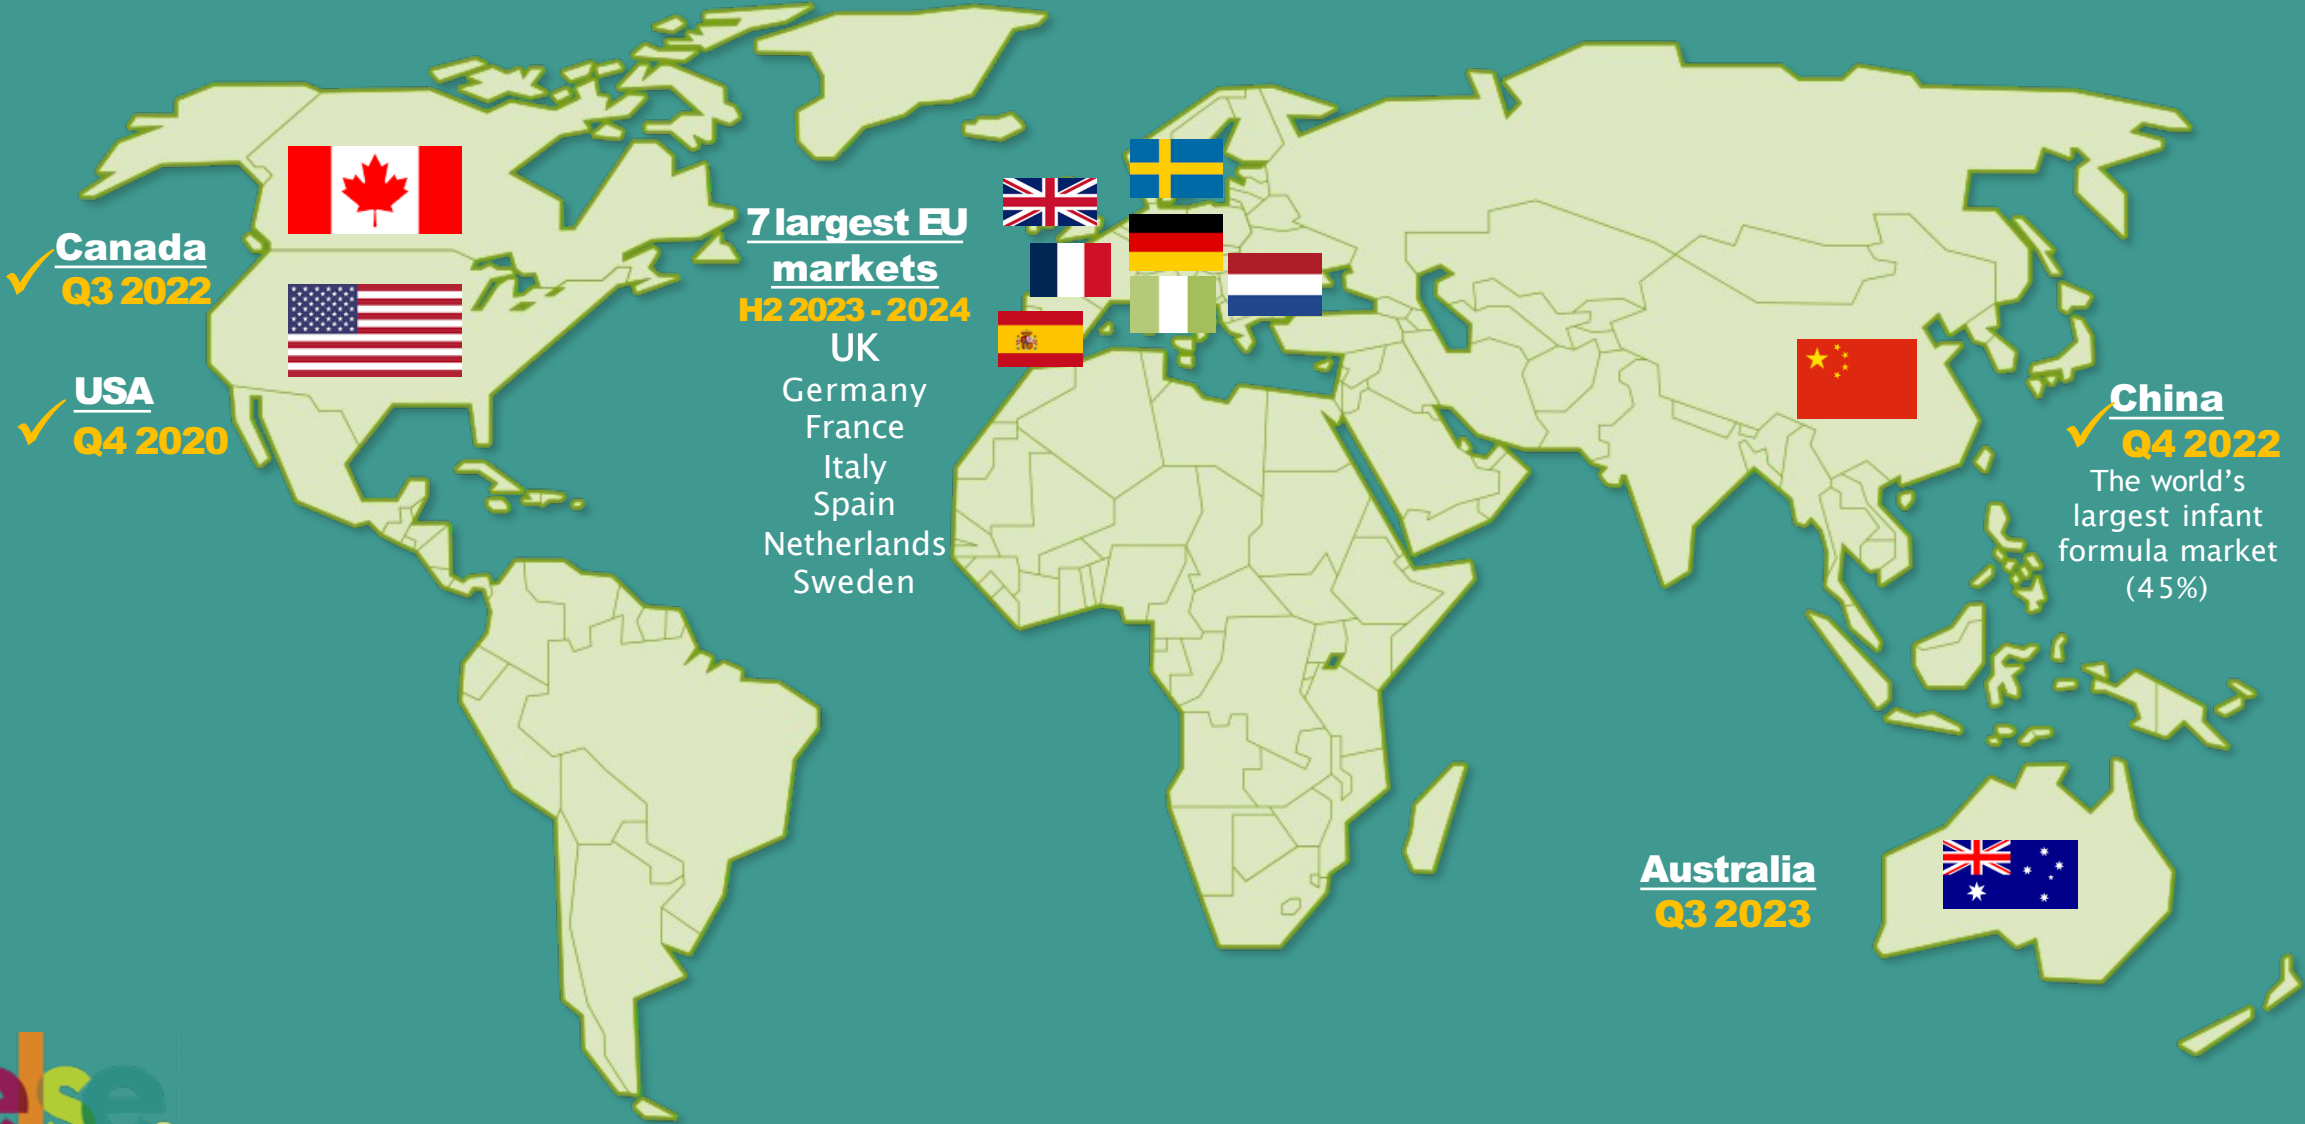 Canada
Q3 2022
USA
Q4 2020
7 largest EU
markets
H2 2023 - 2024
UK
Germany
France
Italy
Spain
Netherlands
Sweden
China
Q4 2022
The world's
largest infant
formula market
(45%)
Australia
Q3 2023
else